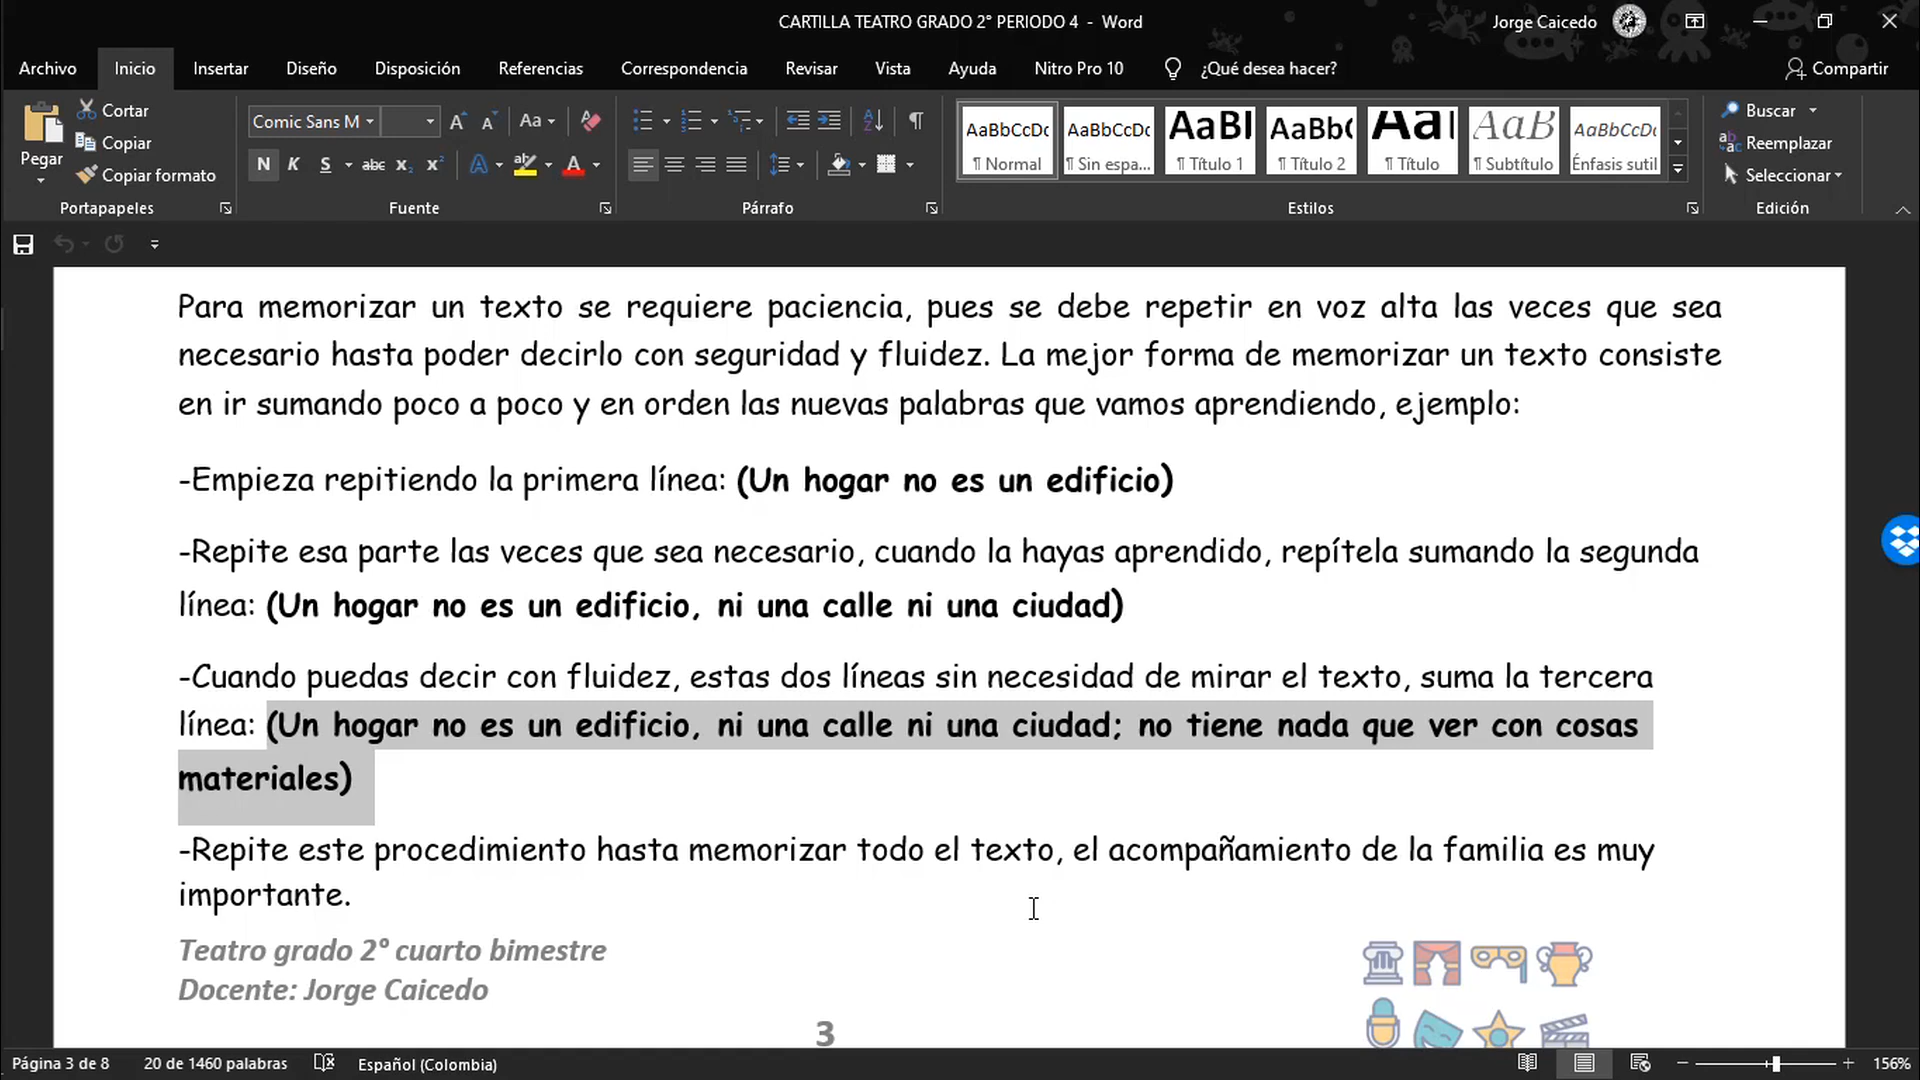 CARTILLA TEATRO GRADO 2° PERIODO 4 - Word
Jorge Caicedo
Archivo Inicio Insertar Diseño Disposición Referencias Correspondencia Revisar Vista Ayuda Nitro Pro 10 ¿Qué desea hacer? Compartir
Pegar
Cortar
Copiar
Copiar formato
Portapapeles
Comic Sans M
Aa
N K S abc x₂ x²
Fuente
Párrafo
AaBbCcDc AaBbCcDc AaBl AaBbC AaI AaB AaBbCcDc
¶ Normal ¶ Sin espa... ¶ Título 1 ¶ Título 2 ¶ Título ¶ Subtítulo Énfasis sutil
Estilos
Buscar
Reemplazar
Seleccionar
Edición
Para memorizar un texto se requiere paciencia, pues se debe repetir en voz alta las veces que sea
necesario hasta poder decirlo con seguridad y fluidez. La mejor forma de memorizar un texto consiste
en ir sumando poco a poco y en orden las nuevas palabras que vamos aprendiendo, ejemplo:
-Empieza repitiendo la primera línea: (Un hogar no es un edificio)
-Repite esa parte las veces que sea necesario, cuando la hayas aprendido, repítela sumando la segunda
línea: (Un hogar no es un edificio, ni una calle ni una ciudad)
-Cuando puedas decir con fluidez, estas dos líneas sin necesidad de mirar el texto, suma la tercera
línea: (Un hogar no es un edificio, ni una calle ni una ciudad; no tiene nada que ver con cosas
materiales)
-Repite este procedimiento hasta memorizar todo el texto, el acompañamiento de la familia es muy
importante.
Teatro grado 2° cuarto bimestre
Docente: Jorge Caicedo
3
Página 3 de 8 20 de 1460 palabras Español (Colombia) 156%